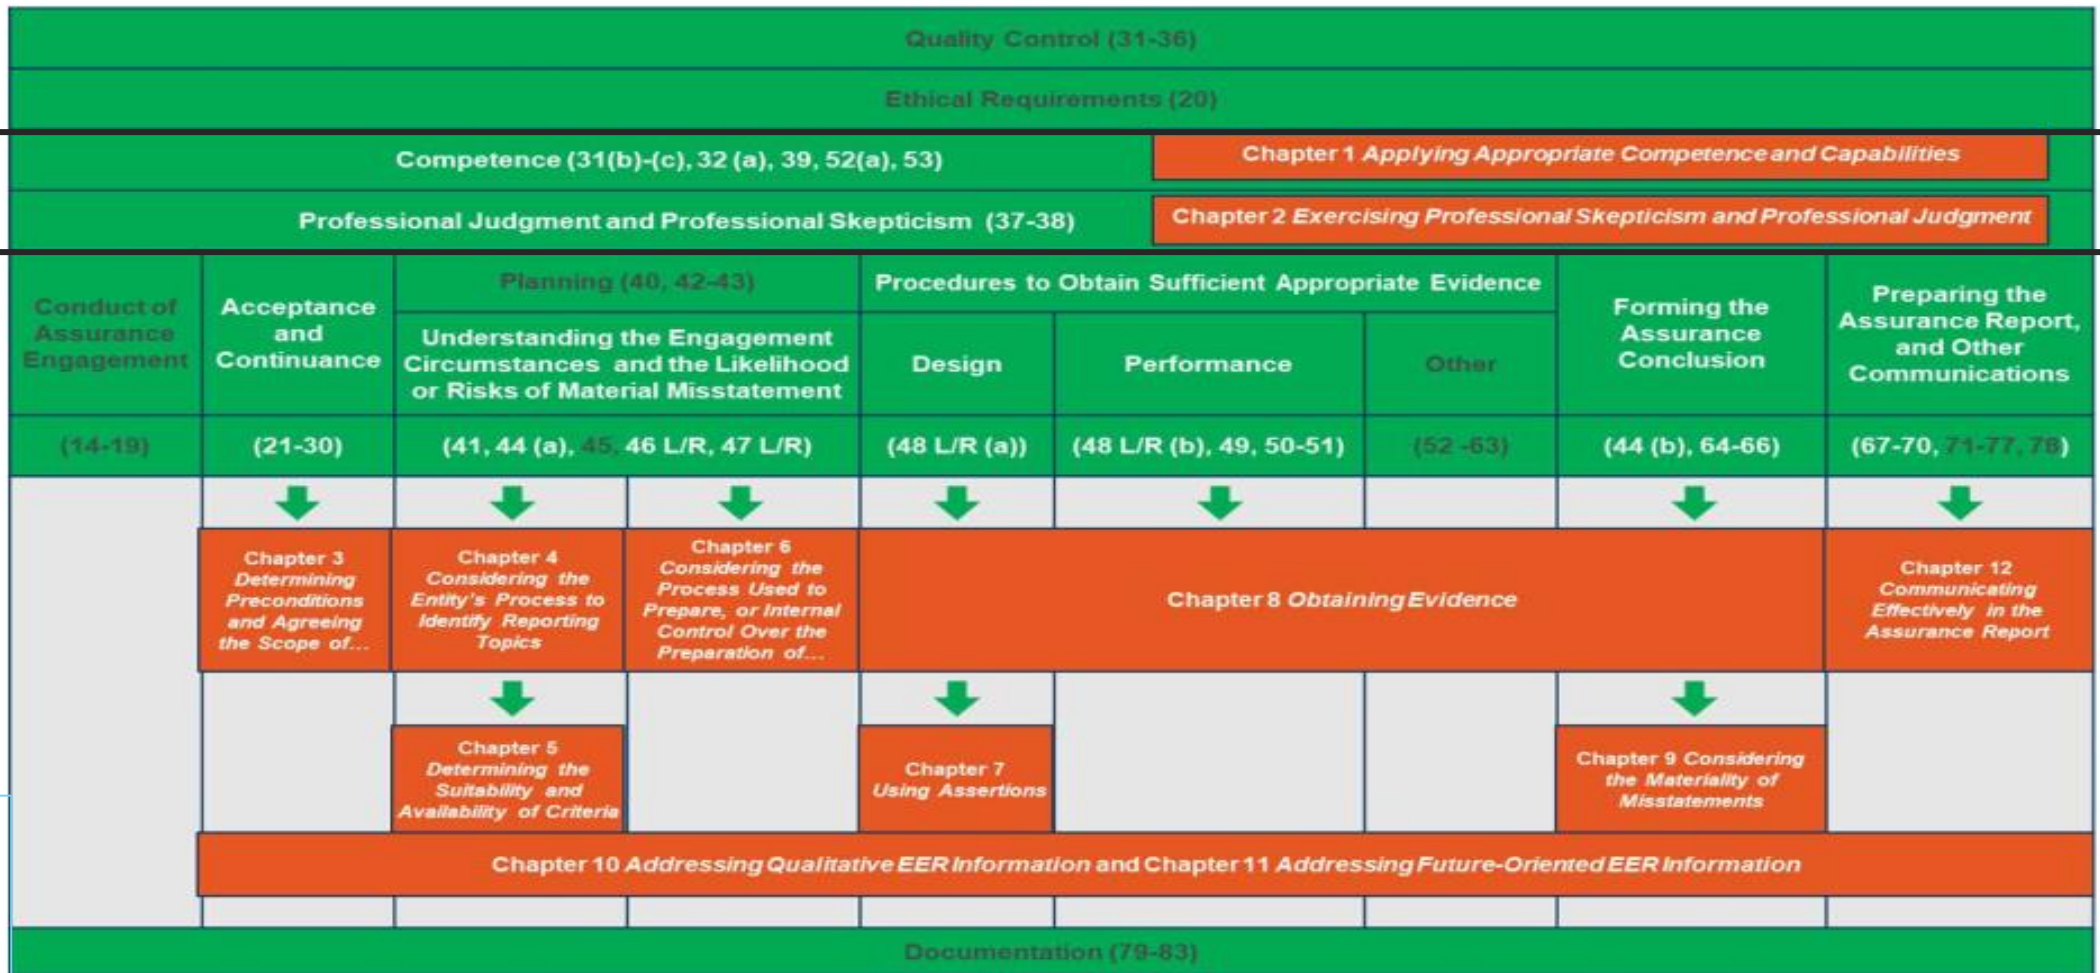 Quality Control (31-36)
Ethical Requirements (20)
Competence (31(b)-(c), 32 (a), 39, 52(a), 53)
Chapter 1 Applying Appropriate Competence and Capabilities
Professional Judgment and Professional Skepticism (37-38)
Chapter 2 Exercising Professional Skepticism and Professional Judgment
Conduct of
Assurance
Engagement
Acceptance
and
Continuance
Planning (40, 42-43)
Understanding the Engagement
Circumstances and the Likelihood
or Risks of Material Misstatement
Procedures to Obtain Sufficient Appropriate Evidence
Design
Performance
Other
Forming the
Assurance
Conclusion
Preparing the
Assurance Report,
and Other
Communications
(14-19)
(21-30)
(41, 44 (a), 45, 46 L/R, 47 L/R)
(48 L/R (a))
(48 L/R (b), 49, 50-51)
(52 -63)
(44 (b), 64-66)
(67-70, 71-77, 78)
Chapter 3
Determining
Preconditions
and Agreeing
the Scope of...
Chapter 4
Considering the
Entity's Process to
Identify Reporting
Topics
Chapter 6
Considering the
Process Used to
Prepare, or Internal
Control Over the
Preparation of...
Chapter 8 Obtaining Evidence
Chapter 12
Communicating
Effectively in the
Assurance Report
Chapter 5
Determining the
Suitability and
Availability of Criteria
Chapter 7
Using Assertions
Chapter 9 Considering
the Materiality of
Misstatements
Chapter 10 Addressing Qualitative EER Information and Chapter 11 Addressing Future-Oriented EER Information
Documentation (79-83)